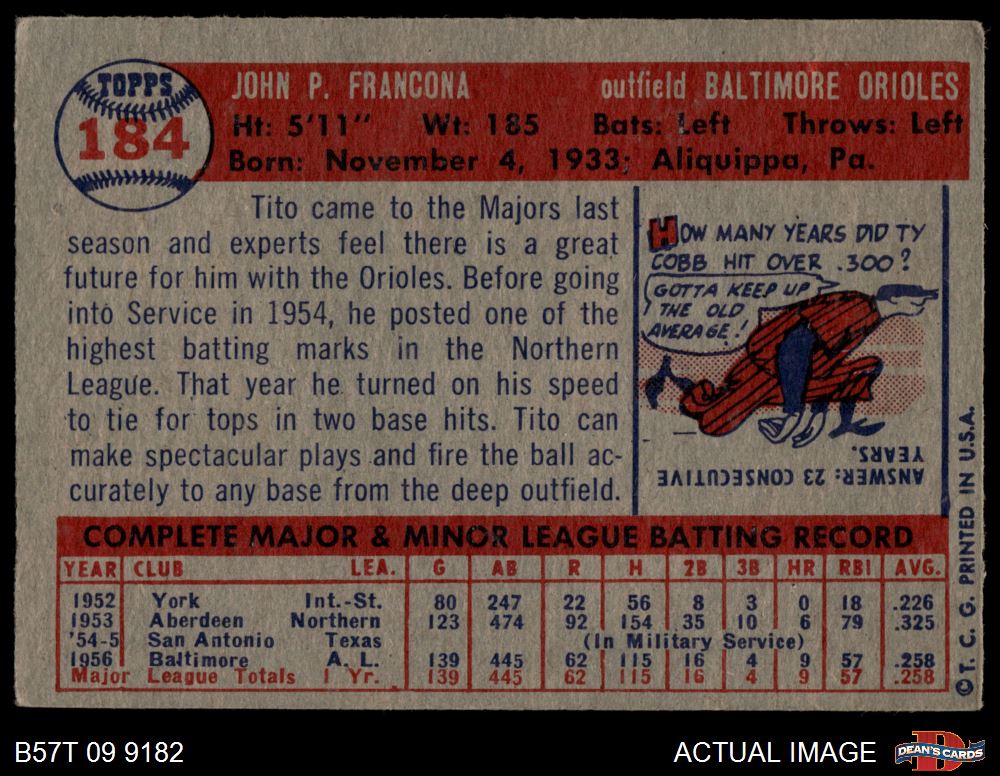 TOPPS
184
JOHN P. FRANCONA outfield BALTIMORE ORIOLES
Ht: 5'11" Wt: 185 Bats: Left Throws: Left
Born: November 4, 1933; Aliquippa, Pa.
Tito came to the Majors last
season and experts feel there is a great
future for him with the Orioles. Before going
into Service in 1954, he posted one of the
highest batting marks in the Northern
League. That year he turned on his speed
to tie for tops in two base hits. Tito can
make spectacular plays and fire the ball ac-
curately to any base from the deep outfield.
HOW MANY YEARS DID TY
COBB HIT OVER .300?
GOTTA KEEP UP
THE OLD
AVERAGE!
ANSWER: 23 CONSECUTIVE
YEARS.
COMPLETE MAJOR & MINOR LEAGUE BATTING RECORD
YEAR CLUB LEA. G AB R H 2B 3B HR RBI AVG.
1952 York Int.-St. 80 247 22 56 8 3 0 18 .226
1953 Aberdeen Northern 123 474 92 154 35 10 6 79 .325
'54-5 San Antonio Texas (In Military Service)
1956 Baltimore A. L. 139 445 62 115 16 4 9 57 .258
Major League Totals 1 Yr. 139 445 62 115 16 4 9 57 .258
©T. C. G. PRINTED IN U.S.A.
B57T 09 9182 ACTUAL IMAGE DEAN'S CARDS